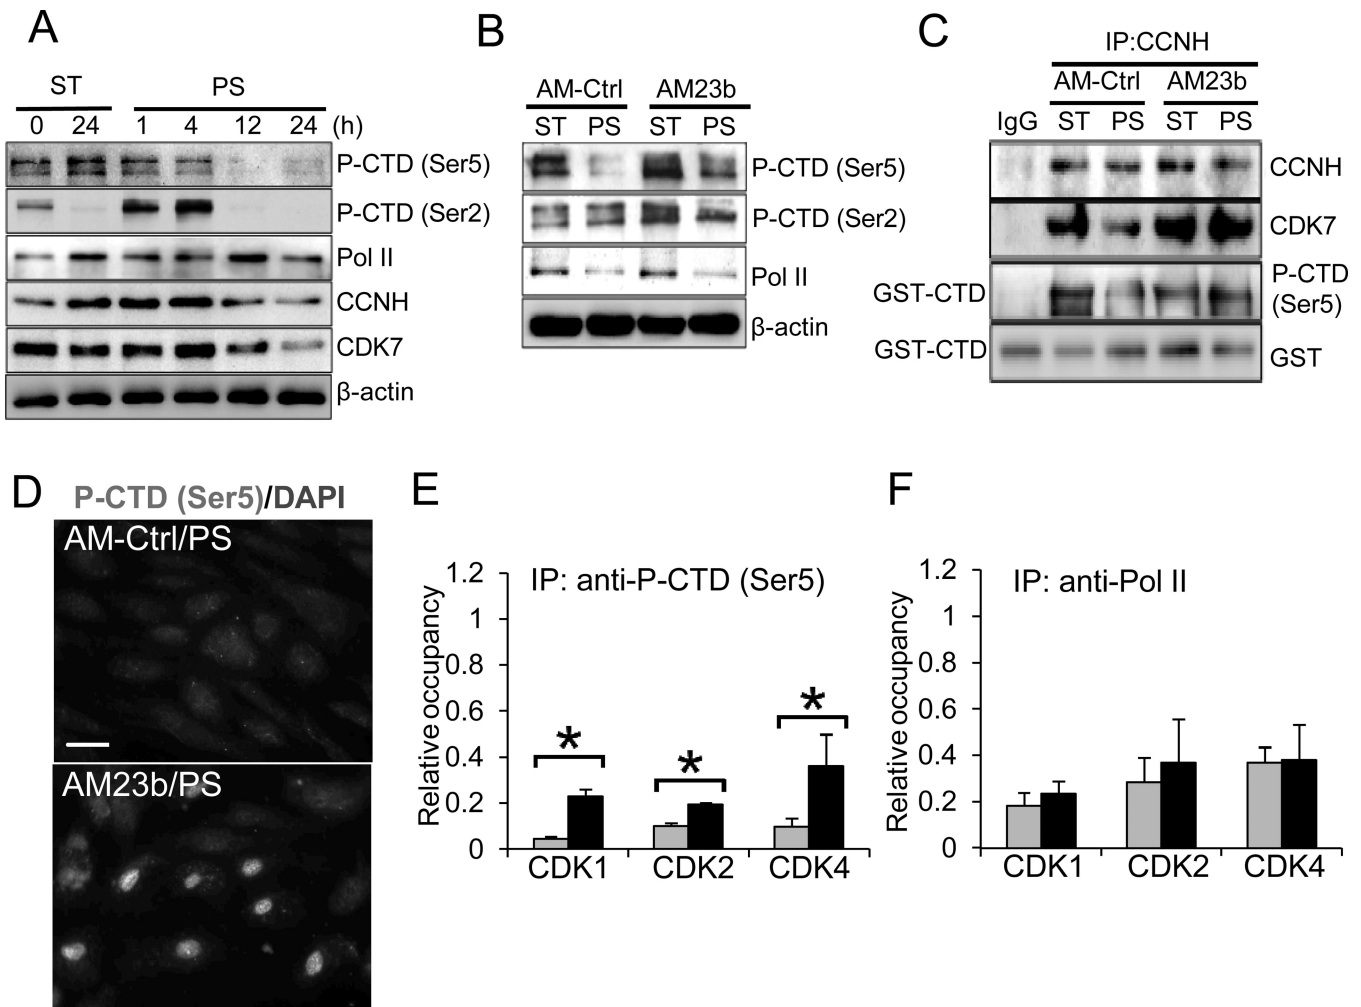 A
ST PS
0 24 1 4 12 24 (h)
P-CTD (Ser5)
P-CTD (Ser2)
Pol II
CCNH
CDK7
β-actin
B
AM-Ctrl AM23b
ST PS ST PS
P-CTD (Ser5)
P-CTD (Ser2)
Pol II
β-actin
C
IP:CCNH
AM-Ctrl AM23b
IgG ST PS ST PS
CCNH
CDK7
GST-CTD P-CTD
(Ser5)
GST-CTD GST
D
P-CTD (Ser5)/DAPI
AM-Ctrl/PS
AM23b/PS
E
IP: anti-P-CTD (Ser5)
Relative occupancy
1.2
1
0.8
0.6
0.4
0.2
0
*
*
*
CDK1 CDK2 CDK4
F
IP: anti-Pol II
Relative occupancy
1.2
1
0.8
0.6
0.4
0.2
0
CDK1 CDK2 CDK4